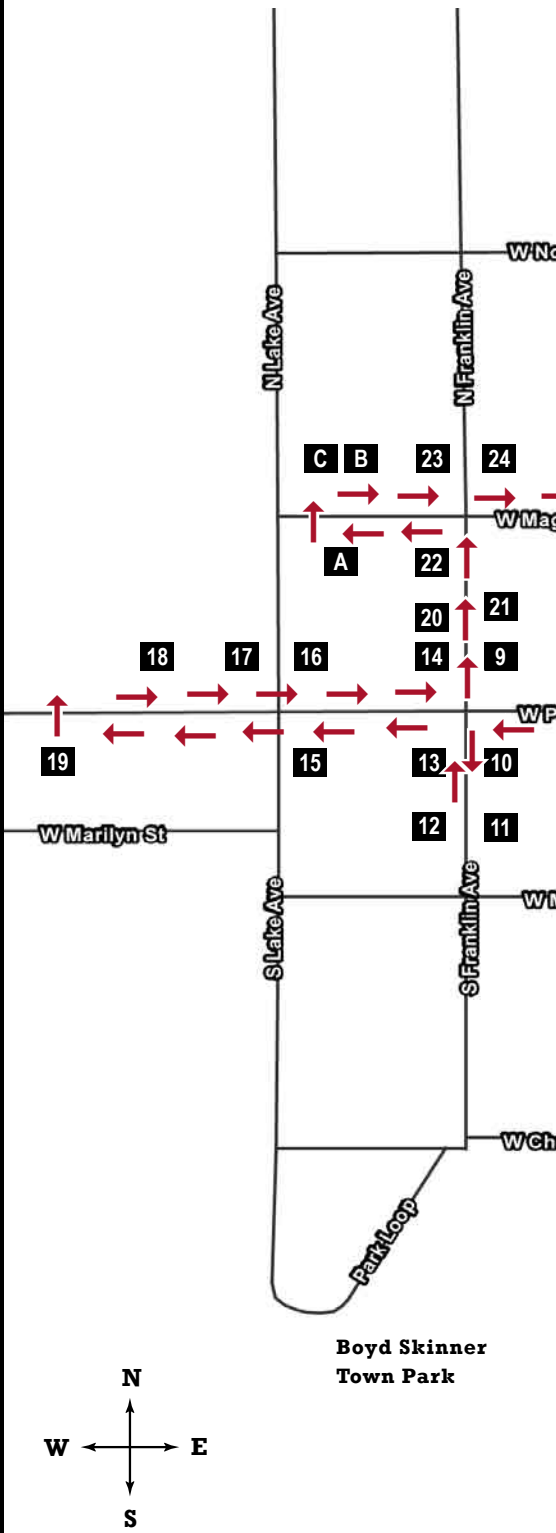 W No
N Lake Ave
N Franklin Ave
C B 23 24
W Mag
A 22
20 21
18 17 16 14 9
W P
19 15 13 10
12 11
W Marilyn St
S Lake Ave
S Franklin Ave
W M
W Ch
Park Loop
Boyd Skinner
Town Park
N
W E
S